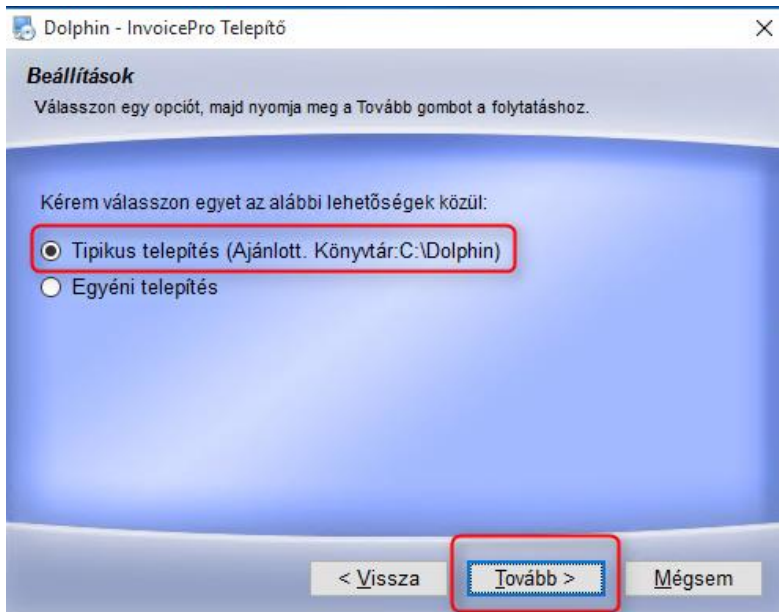 Dolphin - InvoicePro Telepítő
Beállítások
Válasszon egy opciót, majd nyomja meg a Tovább gombot a folytatáshoz.
Kérem válasszon egyet az alábbi lehetõségek közül:
Tipikus telepítés (Ajánlott. Könyvtár:C:\Dolphin)
Egyéni telepítés
< Vissza
Tovább >
Mégsem